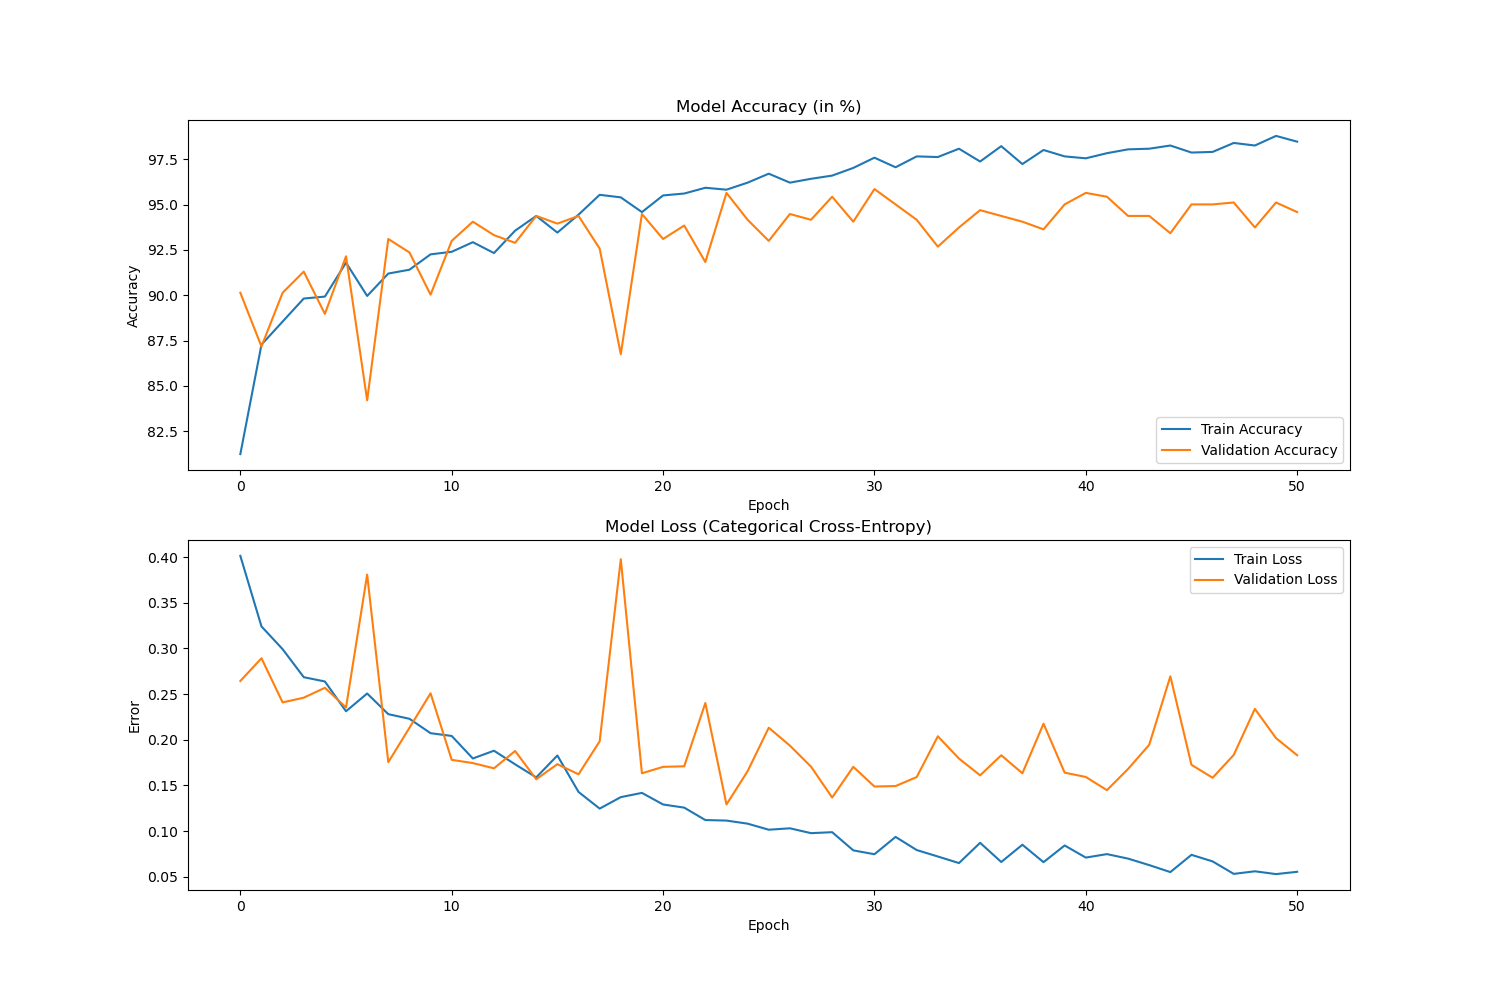 Model Accuracy (in %)
Accuracy
97.5
95.0
92.5
90.0
87.5
85.0
82.5
Train Accuracy
Validation Accuracy
0 10 20 30 40 50
Epoch
Model Loss (Categorical Cross-Entropy)
Error
0.40
0.35
0.30
0.25
0.20
0.15
0.10
0.05
Train Loss
Validation Loss
0 10 20 30 40 50
Epoch